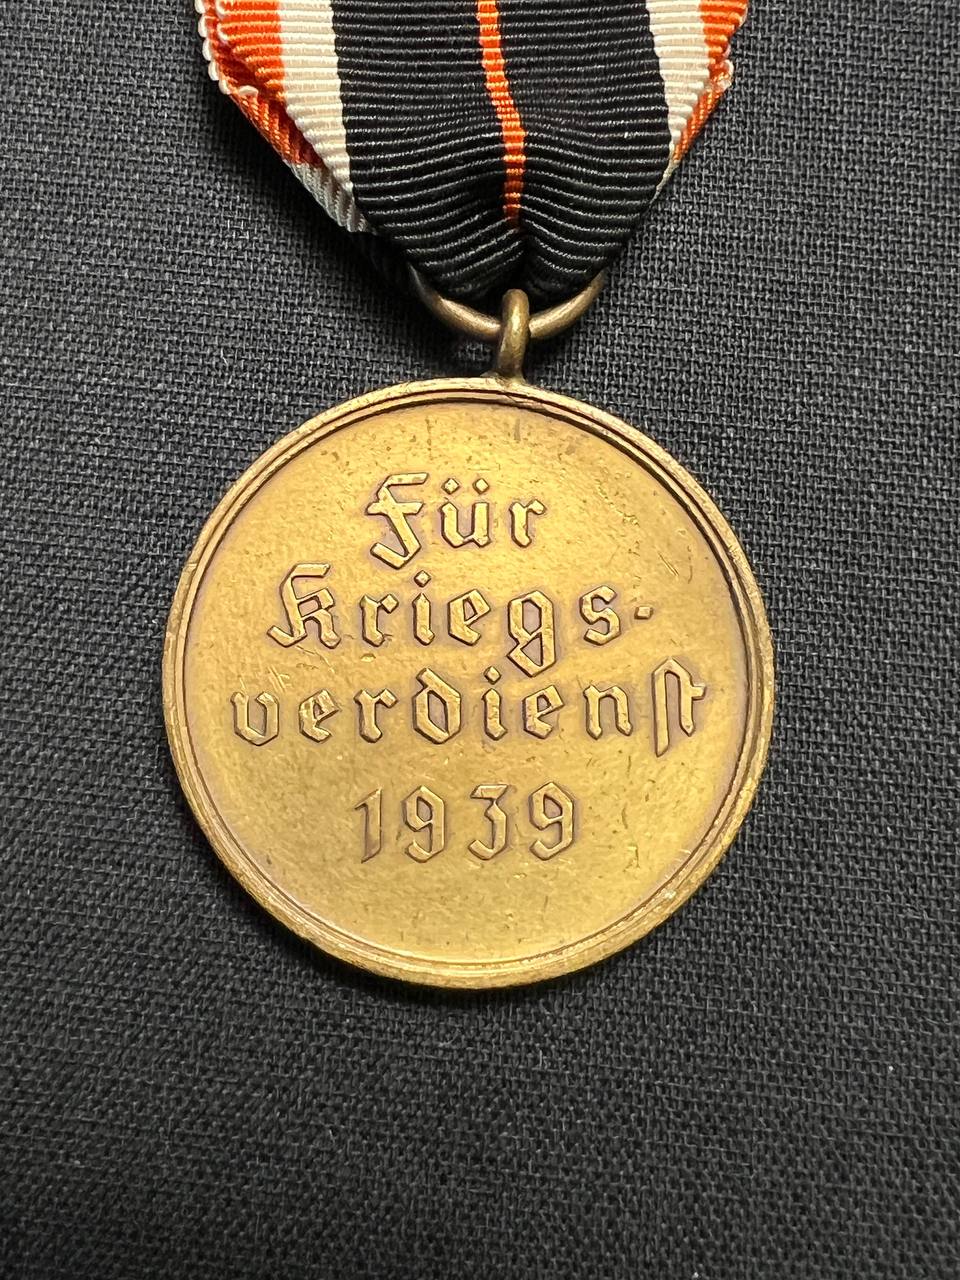 Für
Kriegs-
verdienſt
1939